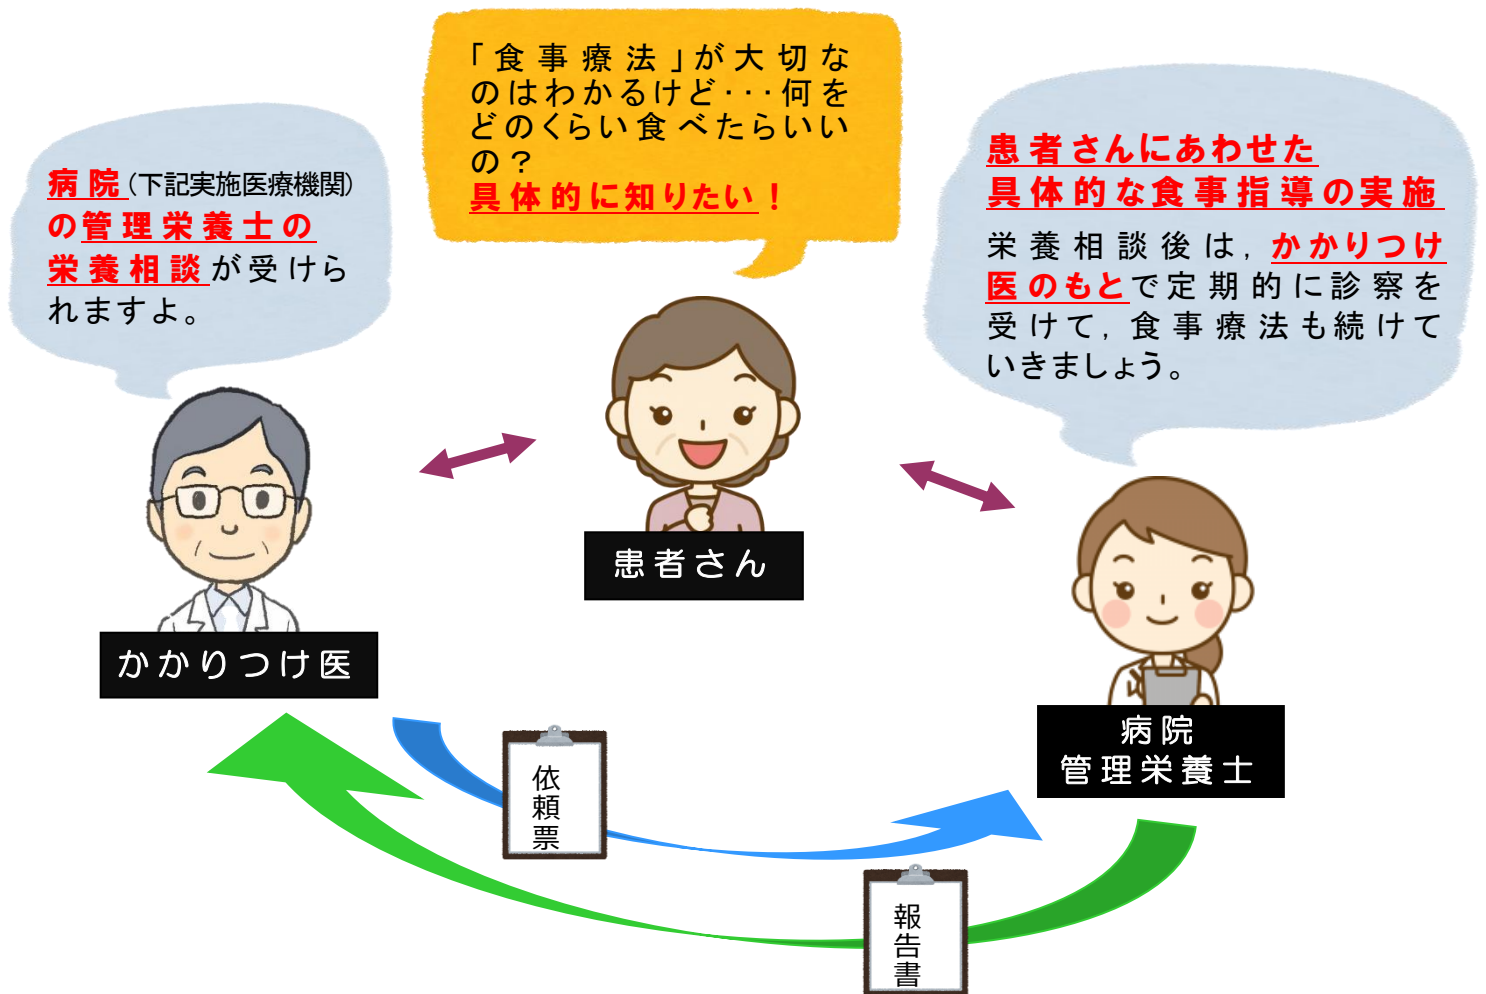 「食事療法」が大切な
のはわかるけど･･･何を
どのくらい食べたらいい
の？
具体的に知りたい！
病院(下記実施医療機関)
の管理栄養士の
栄養相談が受けら
れますよ。
患者さんにあわせた
具体的な食事指導の実施
栄養相談後は,かかりつけ
医のもとで定期的に診察を
受けて,食事療法も続けて
いきましょう。
患者さん
かかりつけ医
病院
管理栄養士
依頼票
報告書